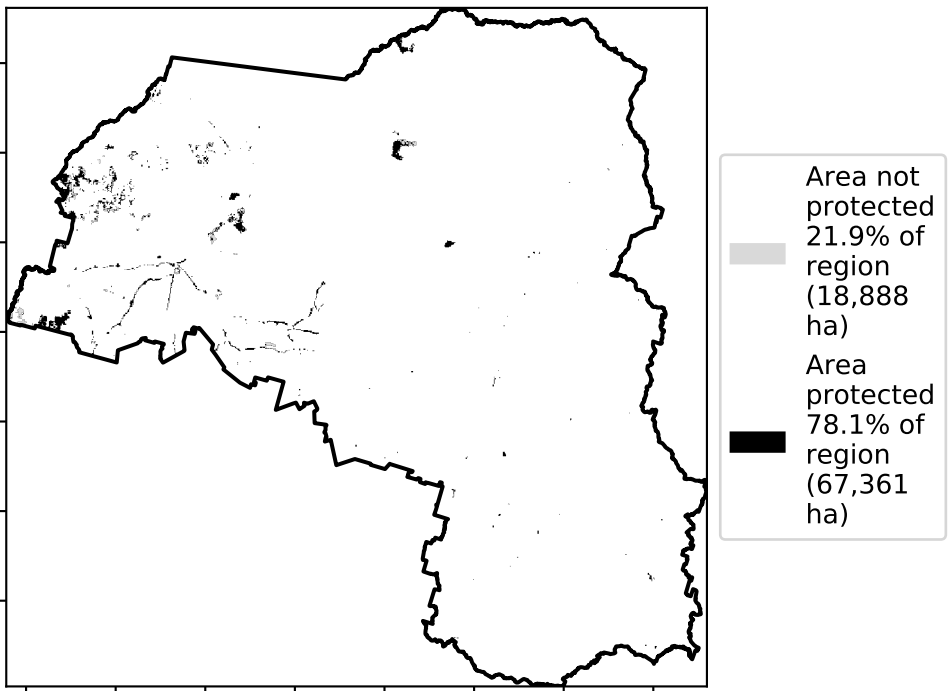 Area not
protected
21.9% of
region
(18,888
ha)
Area
protected
78.1% of
region
(67,361
ha)